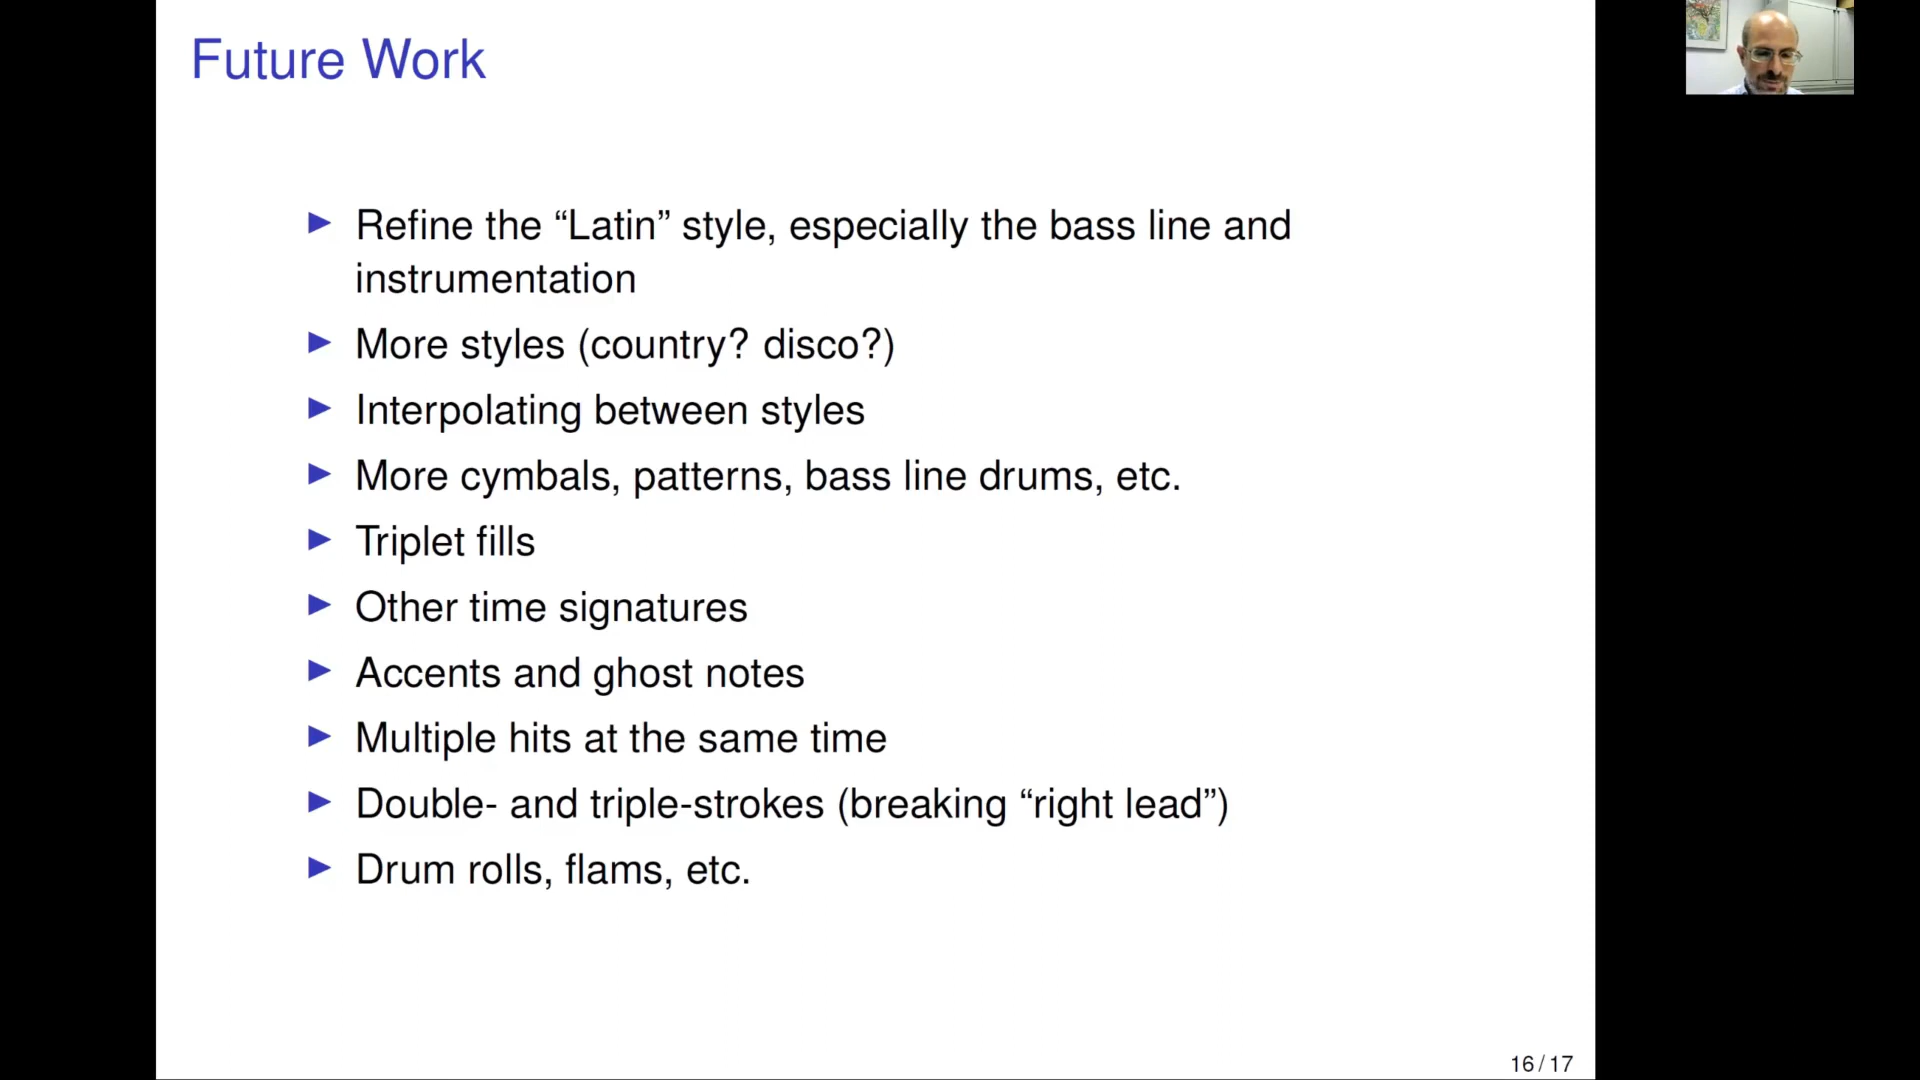 Future Work
Refine the “Latin” style, especially the bass line and
instrumentation
More styles (country? disco?)
Interpolating between styles
More cymbals, patterns, bass line drums, etc.
Triplet fills
Other time signatures
Accents and ghost notes
Multiple hits at the same time
Double- and triple-strokes (breaking “right lead”)
Drum rolls, flams, etc.
16 / 17